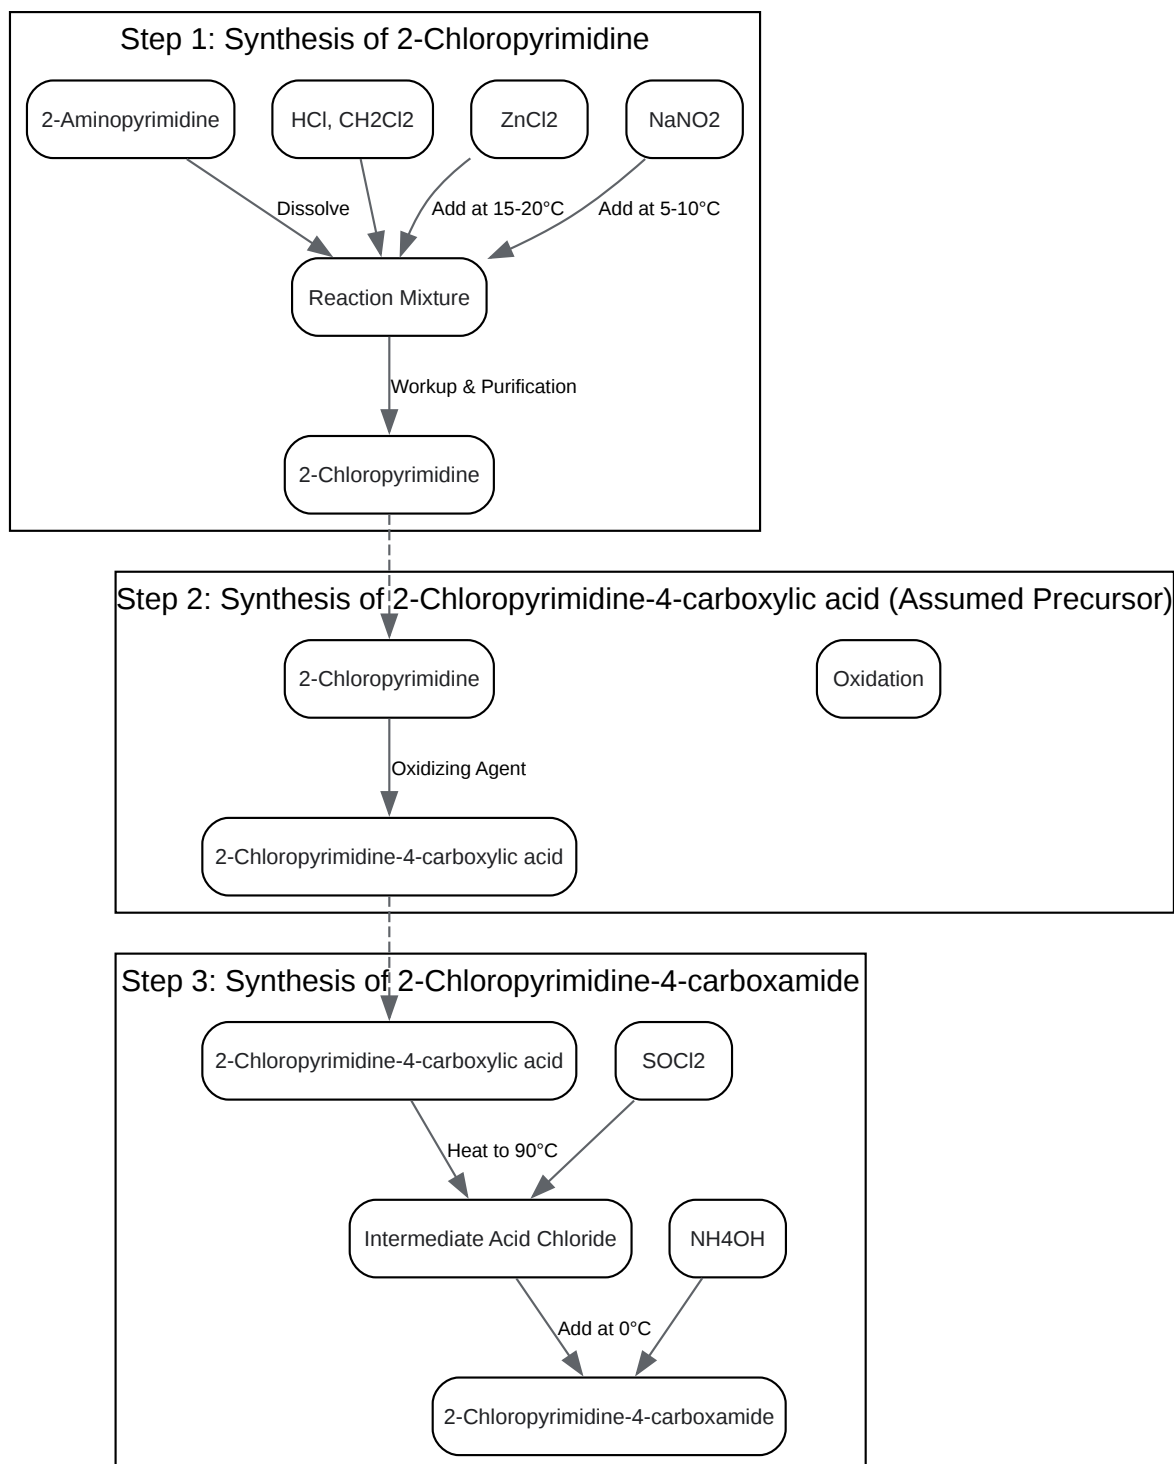 Step 1: Synthesis of 2-Chloropyrimidine
2-Aminopyrimidine
HCl, CH2Cl2
ZnCl2
NaNO2
Dissolve
Add at 15-20°C
Add at 5-10°C
Reaction Mixture
Workup & Purification
2-Chloropyrimidine
Step 2: Synthesis of 2-Chloropyrimidine-4-carboxylic acid (Assumed Precursor)
2-Chloropyrimidine
Oxidation
Oxidizing Agent
2-Chloropyrimidine-4-carboxylic acid
Step 3: Synthesis of 2-Chloropyrimidine-4-carboxamide
2-Chloropyrimidine-4-carboxylic acid
SOCl2
Heat to 90°C
Intermediate Acid Chloride
NH4OH
Add at 0°C
2-Chloropyrimidine-4-carboxamide